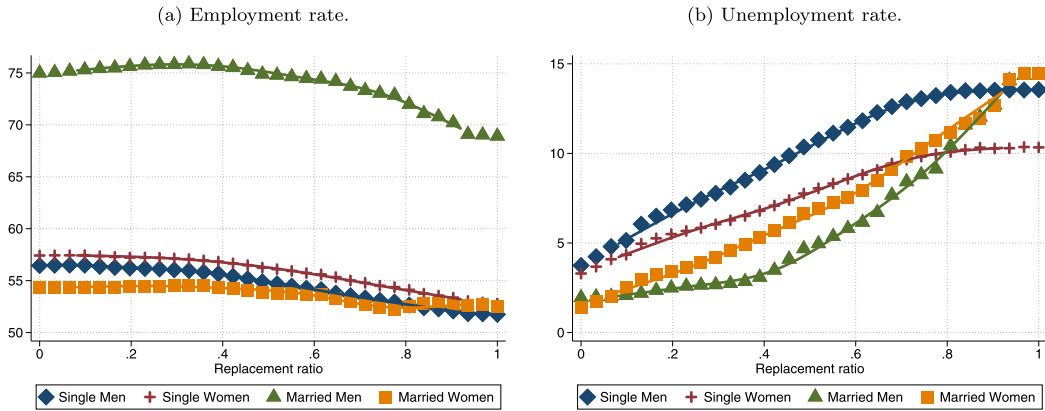 (a) Employment rate.
75
70
65
60
55
50
0 .2 .4 .6 .8 1
Replacement ratio
Single Men Single Women Married Men Married Women
(b) Unemployment rate.
15
10
5
0
0 .2 .4 .6 .8 1
Replacement ratio
Single Men Single Women Married Men Married Women